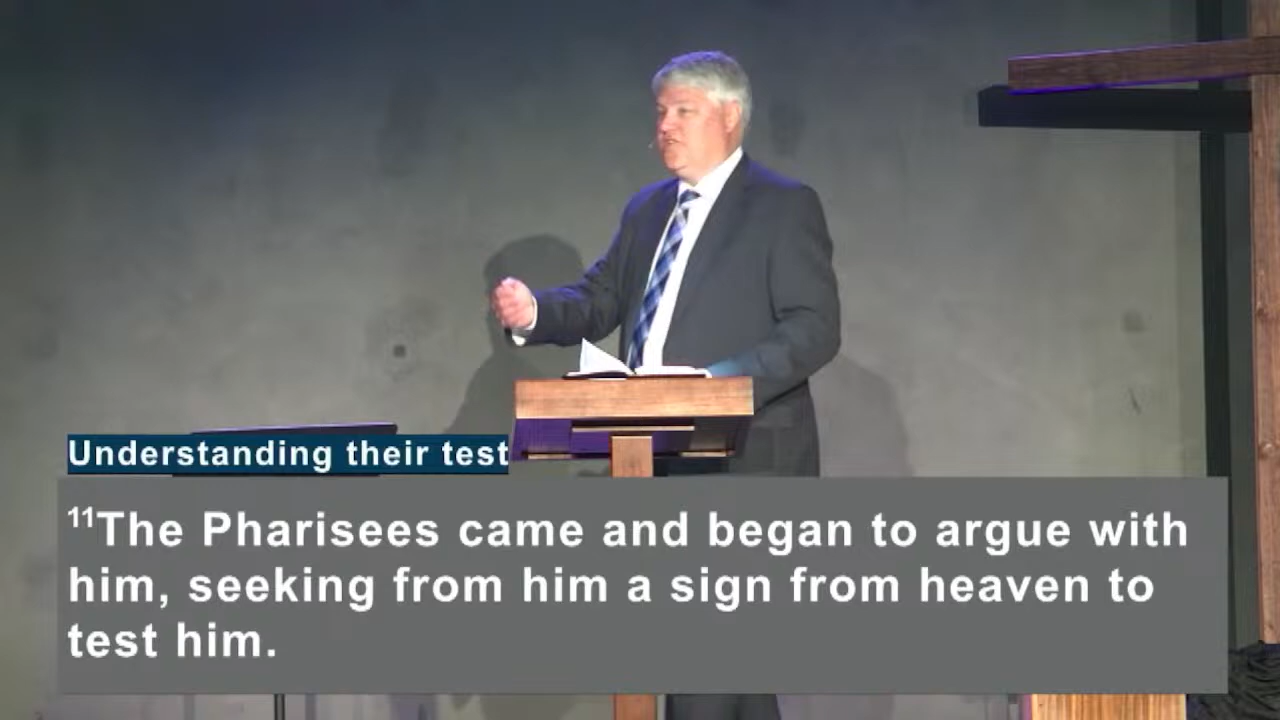 Understanding their test
¹¹The Pharisees came and began to argue with
him, seeking from him a sign from heaven to
test him.